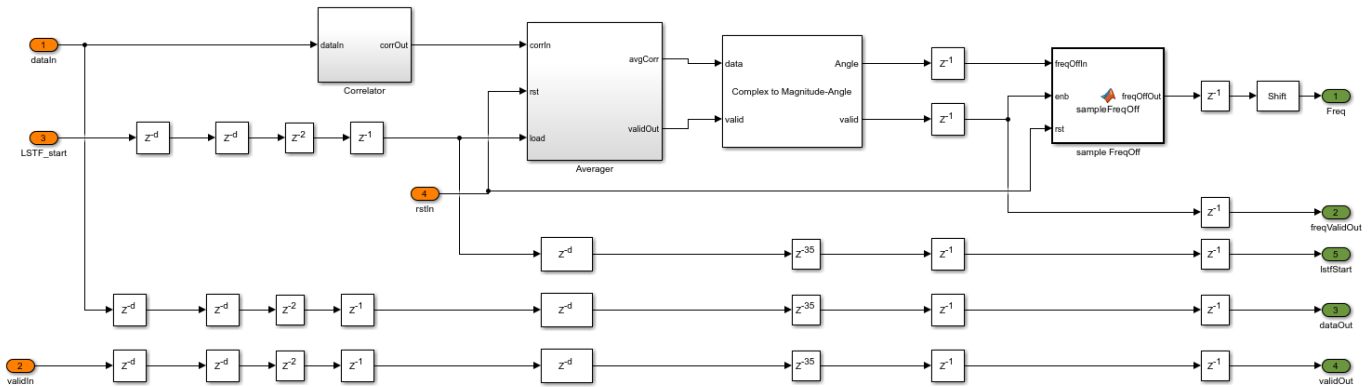 1
dataIn
dataIn
corrOut
Correlator
corrIn
rst
load
avgCorr
validOut
Averager
data
valid
Complex to Magnitude-Angle
Angle
valid
z-1
z-1
freqOffIn
enb
rst
freqOffOut
sampleFreqOff
sample FreqOff
z-1
Shift
1
Freq
3
LSTF_start
z-d
z-d
z-2
z-1
4
rstIn
z-1
2
freqValidOut
z-d
z-35
z-1
z-1
5
lstfStart
z-d
z-d
z-2
z-1
z-d
z-35
z-1
z-1
3
dataOut
2
validIn
z-d
z-d
z-2
z-1
z-d
z-35
z-1
z-1
4
validOut